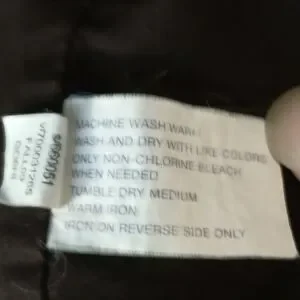 MACHINE WASH WARM
WASH AND DRY WITH LIKE COLORS
ONLY NON-CHLORINE BLEACH
WHEN NEEDED
TUMBLE DRY MEDIUM
WARM IRON
IRON ON REVERSE SIDE ONLY